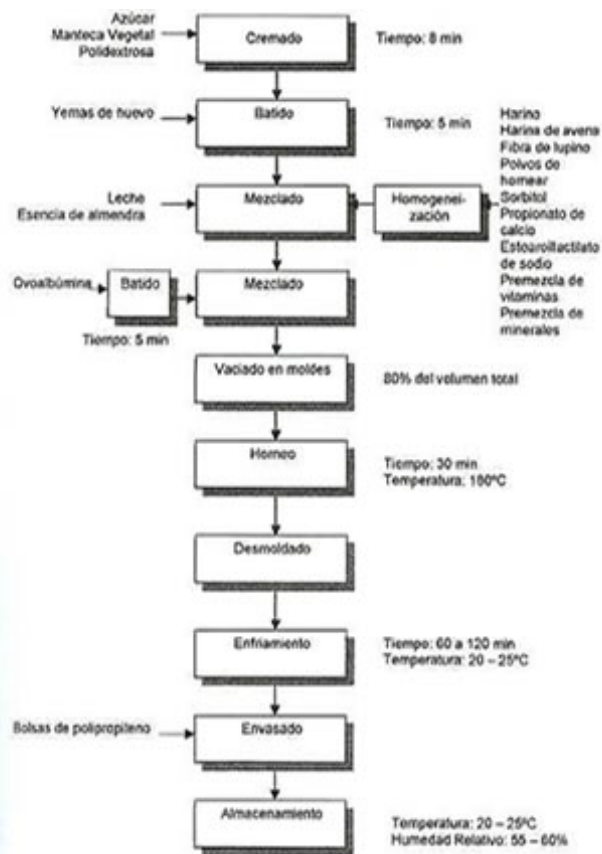 Azúcar
Manteca Vegetal
Polidextrosa
Cremado
Tiempo: 8 min
Yemas de huevo
Batido
Tiempo: 5 min
Leche
Esencia de almendra
Mezclado
Homogenei-
zación
Harina
Harina de avena
Fibra de lupino
Polvos de
hornear
Sorbitol
Propionato de
calcio
Estearoillactilato
de sodio
Premezcla de
vitaminas
Premezcla de
minerales
Ovoalbúmina
Batido
Tiempo: 5 min
Mezclado
Vaciado en moldes
80% del volumen total
Horneo
Tiempo: 30 min
Temperatura: 180ºC
Desmoldado
Enfriamiento
Tiempo: 60 a 120 min
Temperatura: 20 – 25ºC
Bolsas de polipropileno
Envasado
Almacenamiento
Temperatura: 20 – 25ºC
Humedad Relativo: 55 – 60%